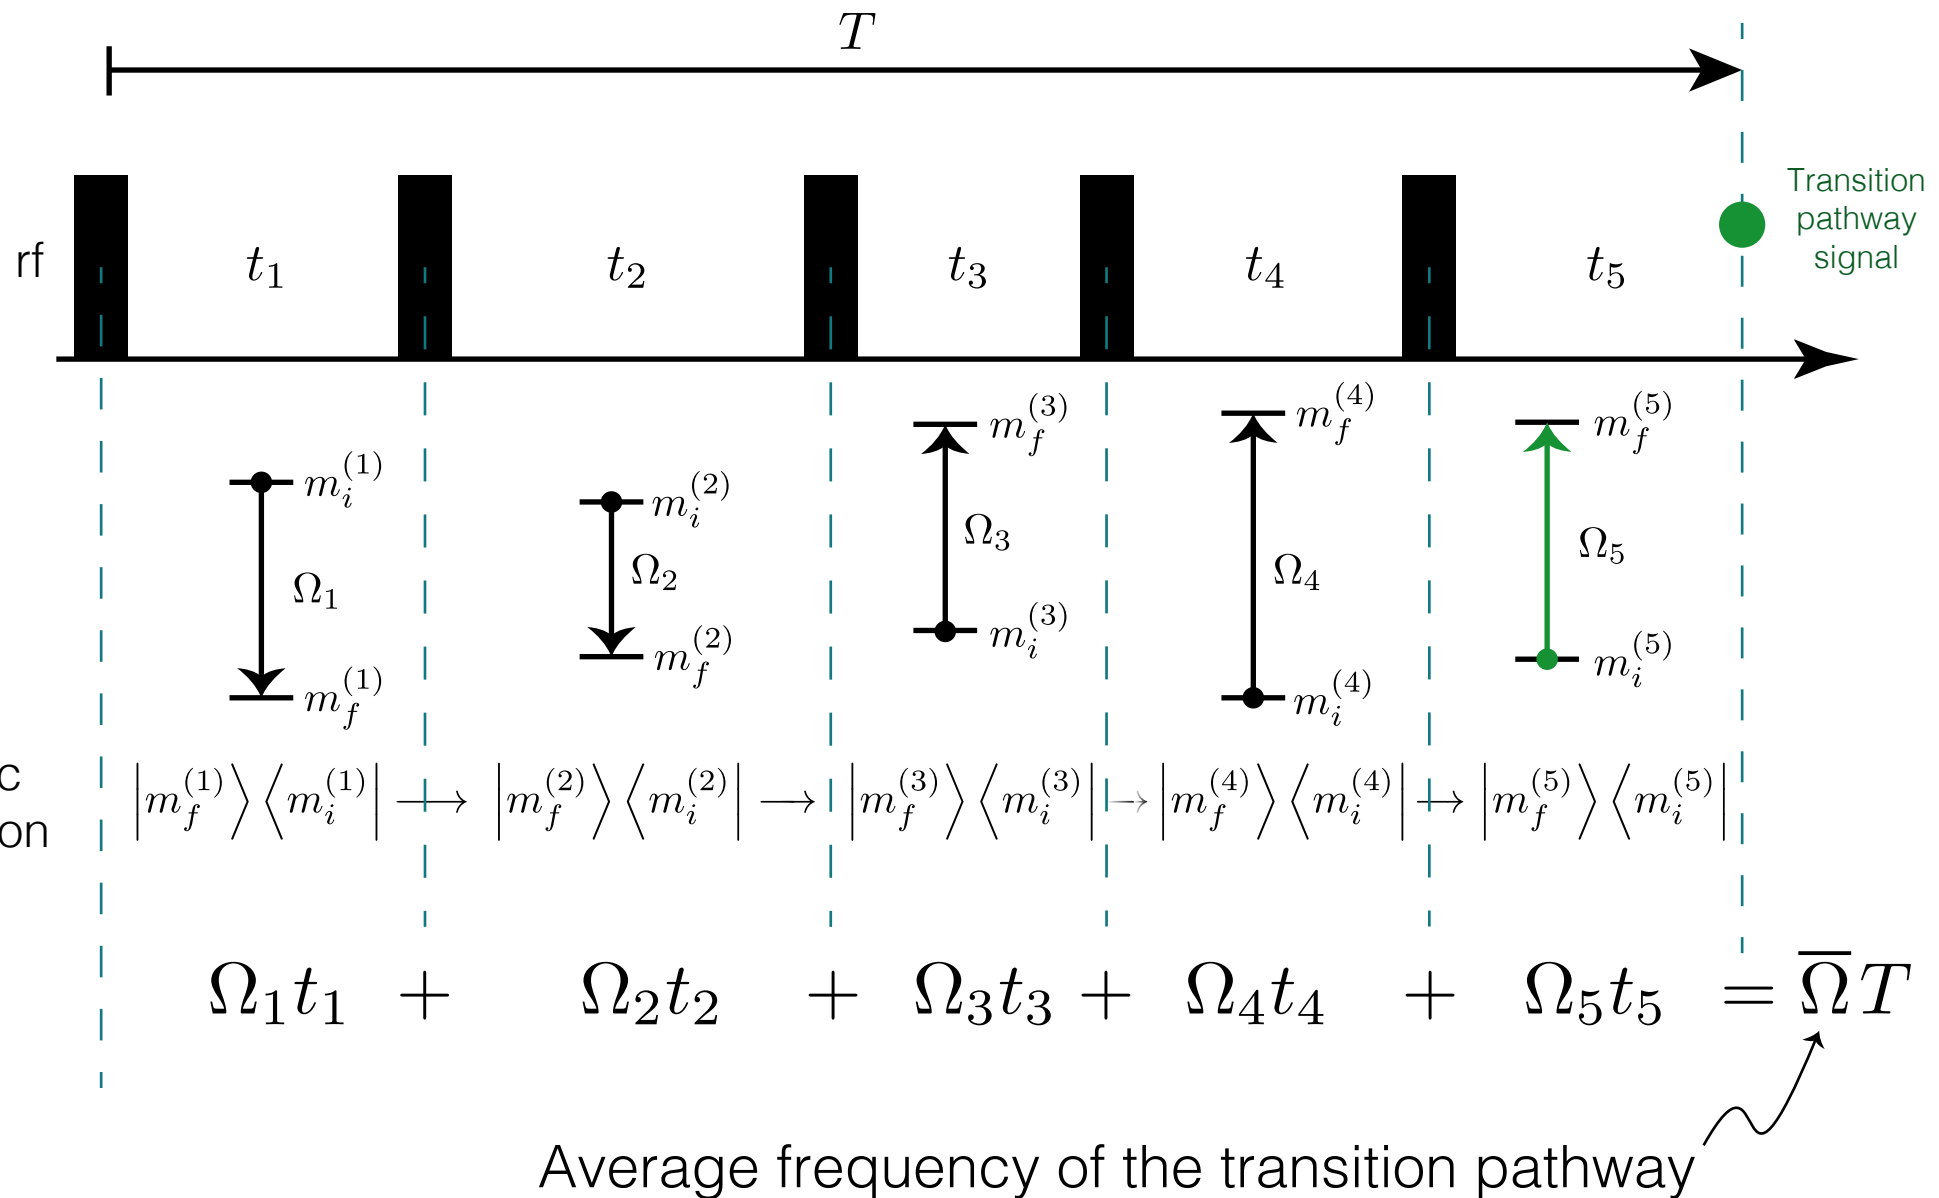 T
Transition
pathway
signal
rf
t₁ t₂ t₃ t₄ t₅
m_i^{(1)} m_i^{(2)} m_f^{(3)} m_f^{(4)} m_f^{(5)}
Ω₁ Ω₂ Ω₃ Ω₄ Ω₅
m_f^{(1)} m_f^{(2)} m_i^{(3)} m_i^{(4)} m_i^{(5)}
c
on
|m_f^{(1)}⟩⟨m_i^{(1)}| → |m_f^{(2)}⟩⟨m_i^{(2)}| → |m_f^{(3)}⟩⟨m_i^{(3)}| → |m_f^{(4)}⟩⟨m_i^{(4)}| → |m_f^{(5)}⟩⟨m_i^{(5)}|
Ω₁t₁ + Ω₂t₂ + Ω₃t₃ + Ω₄t₄ + Ω₅t₅ = Ω̅T
Average frequency of the transition pathway